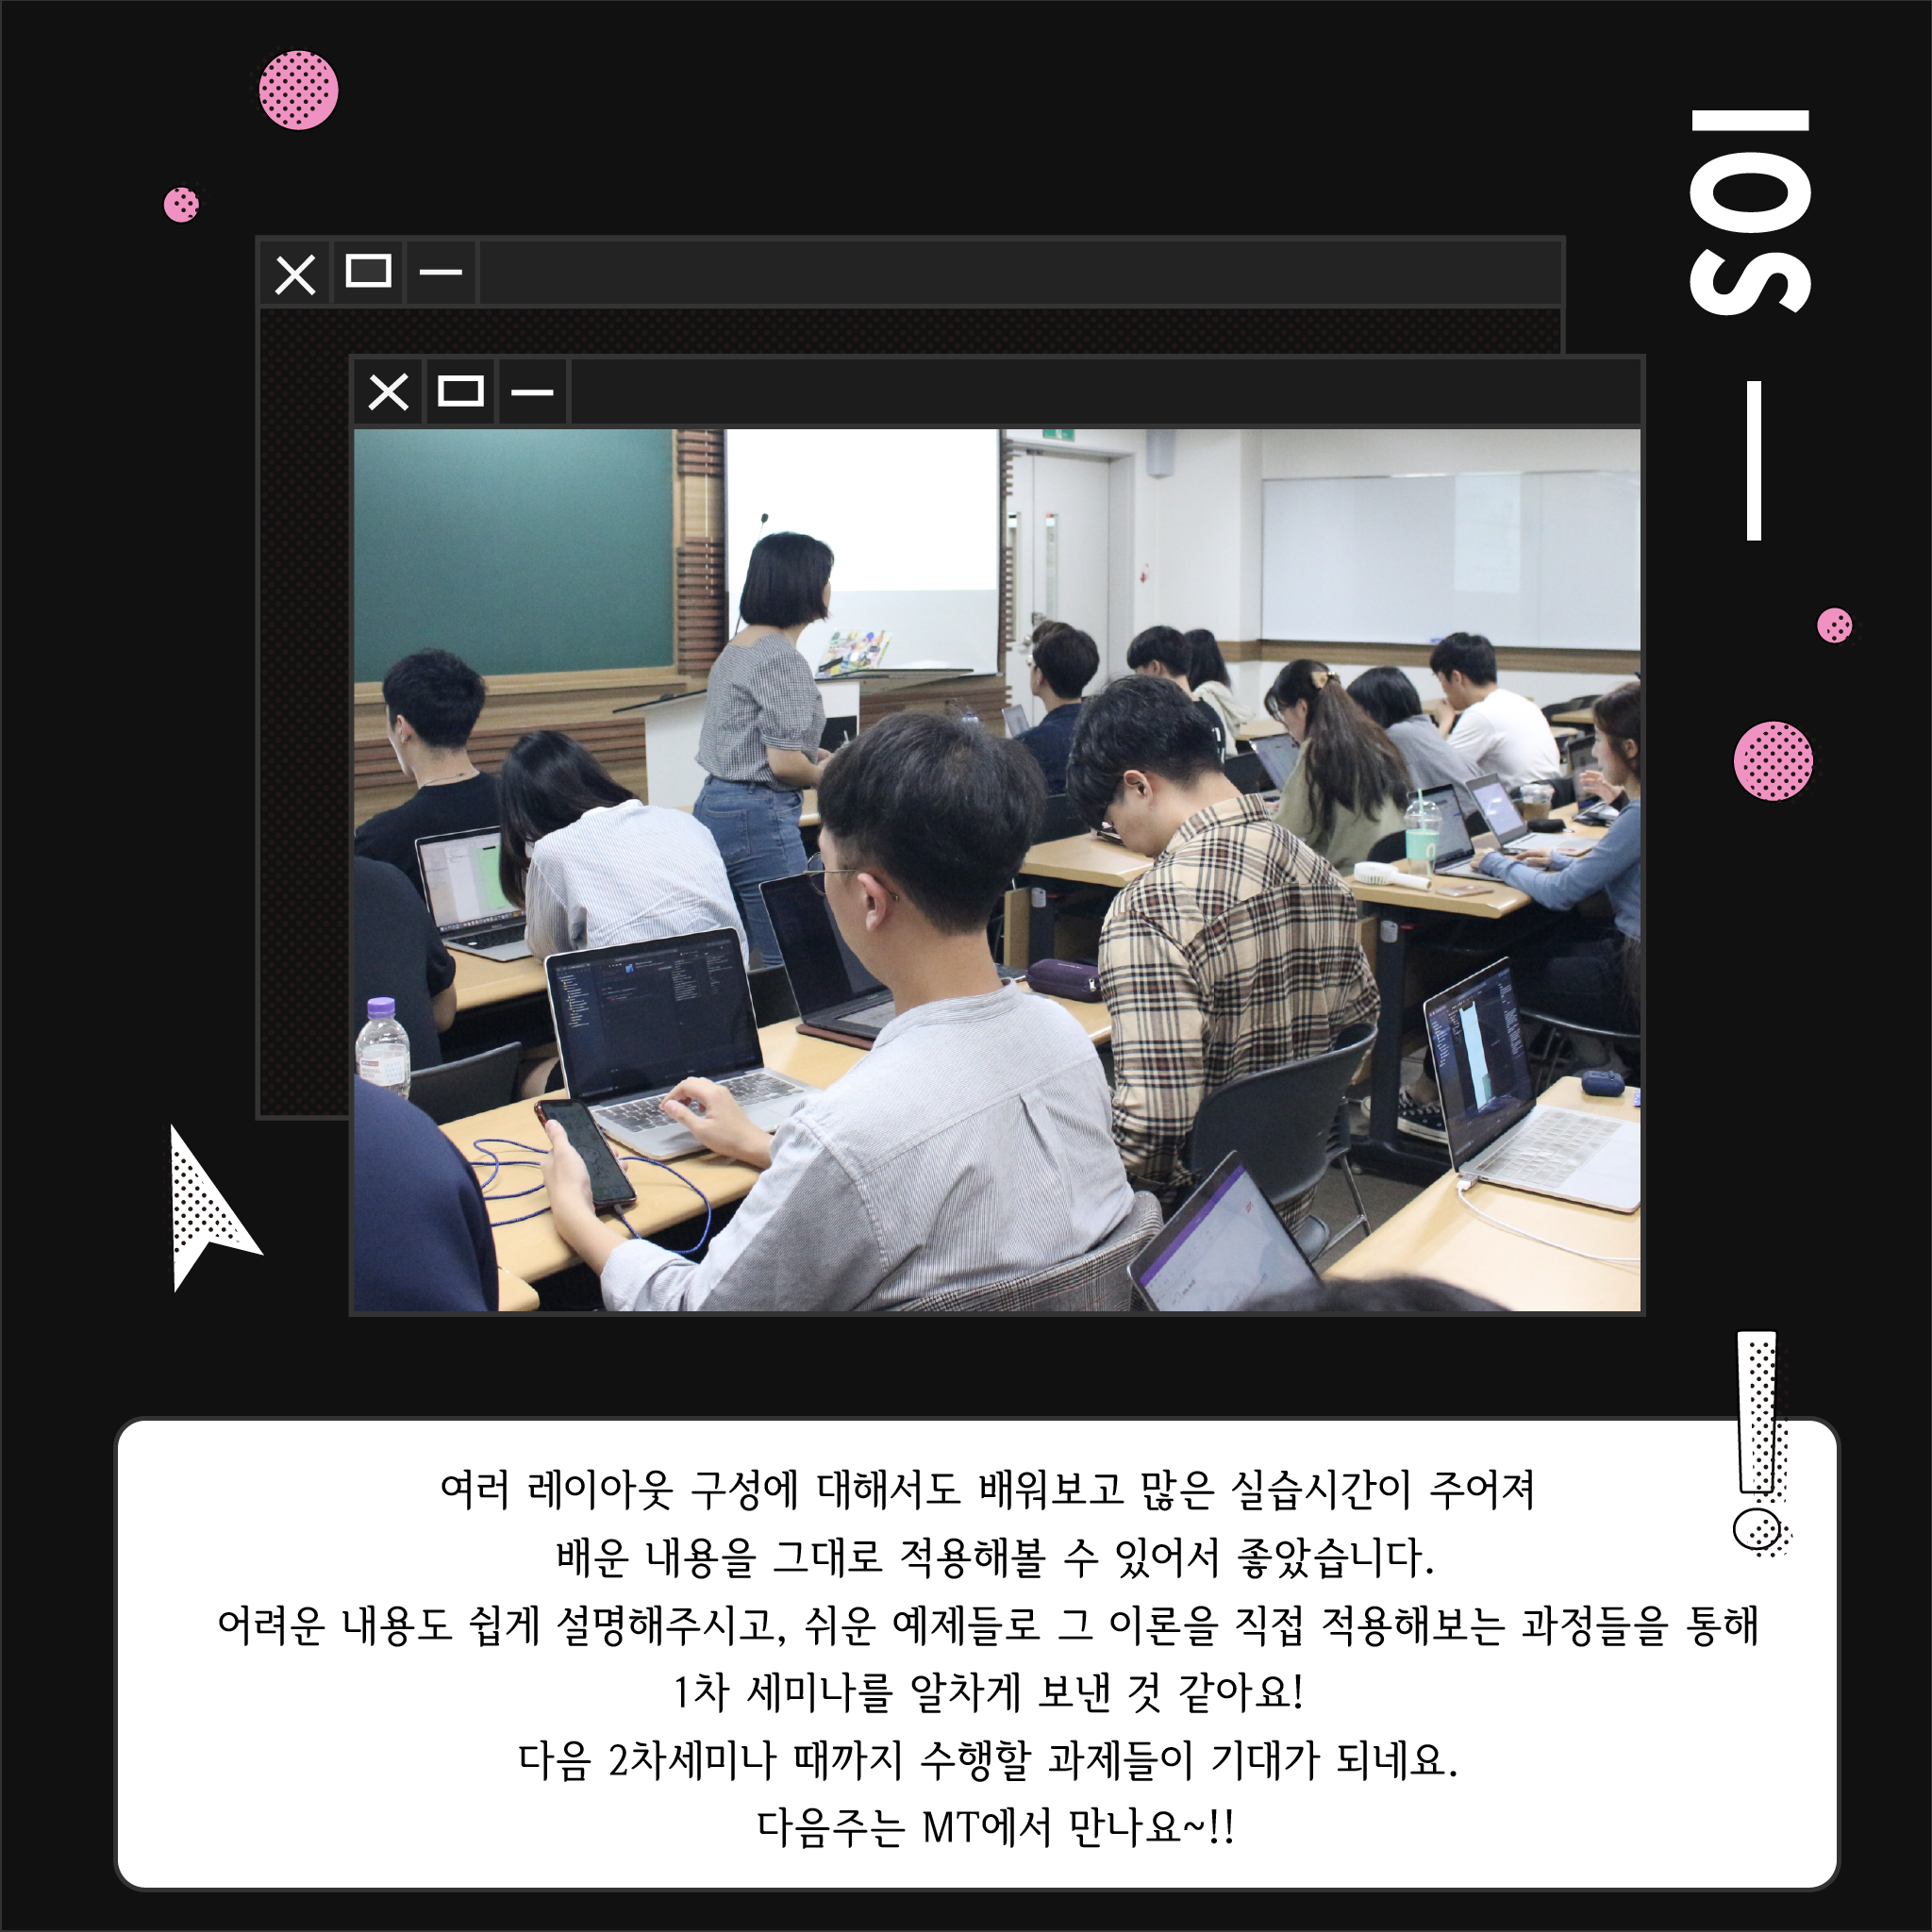 IOS
여러 레이아웃 구성에 대해서도 배워보고 많은 실습시간이 주어져
배운 내용을 그대로 적용해볼 수 있어서 좋았습니다.
어려운 내용도 쉽게 설명해주시고, 쉬운 예제들로 그 이론을 직접 적용해보는 과정들을 통해
1차 세미나를 알차게 보낸 것 같아요!
다음 2차세미나 때까지 수행할 과제들이 기대가 되네요.
다음주는 MT에서 만나요~!!